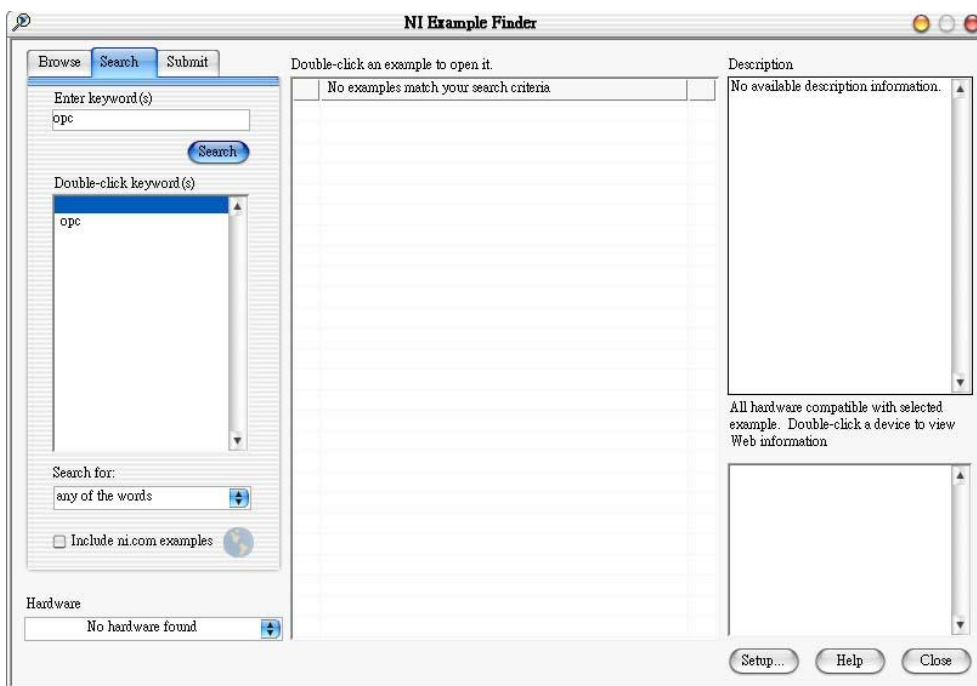 NI Example Finder
Browse
Search
Submit
Enter keyword(s)
opc
Search
Double-click keyword(s)
opc
Search for:
any of the words
Include ni.com examples
Hardware
No hardware found
Double-click an example to open it.
No examples match your search criteria
Description
No available description information.
All hardware compatible with selected
example. Double-click a device to view
Web information
Setup...
Help
Close